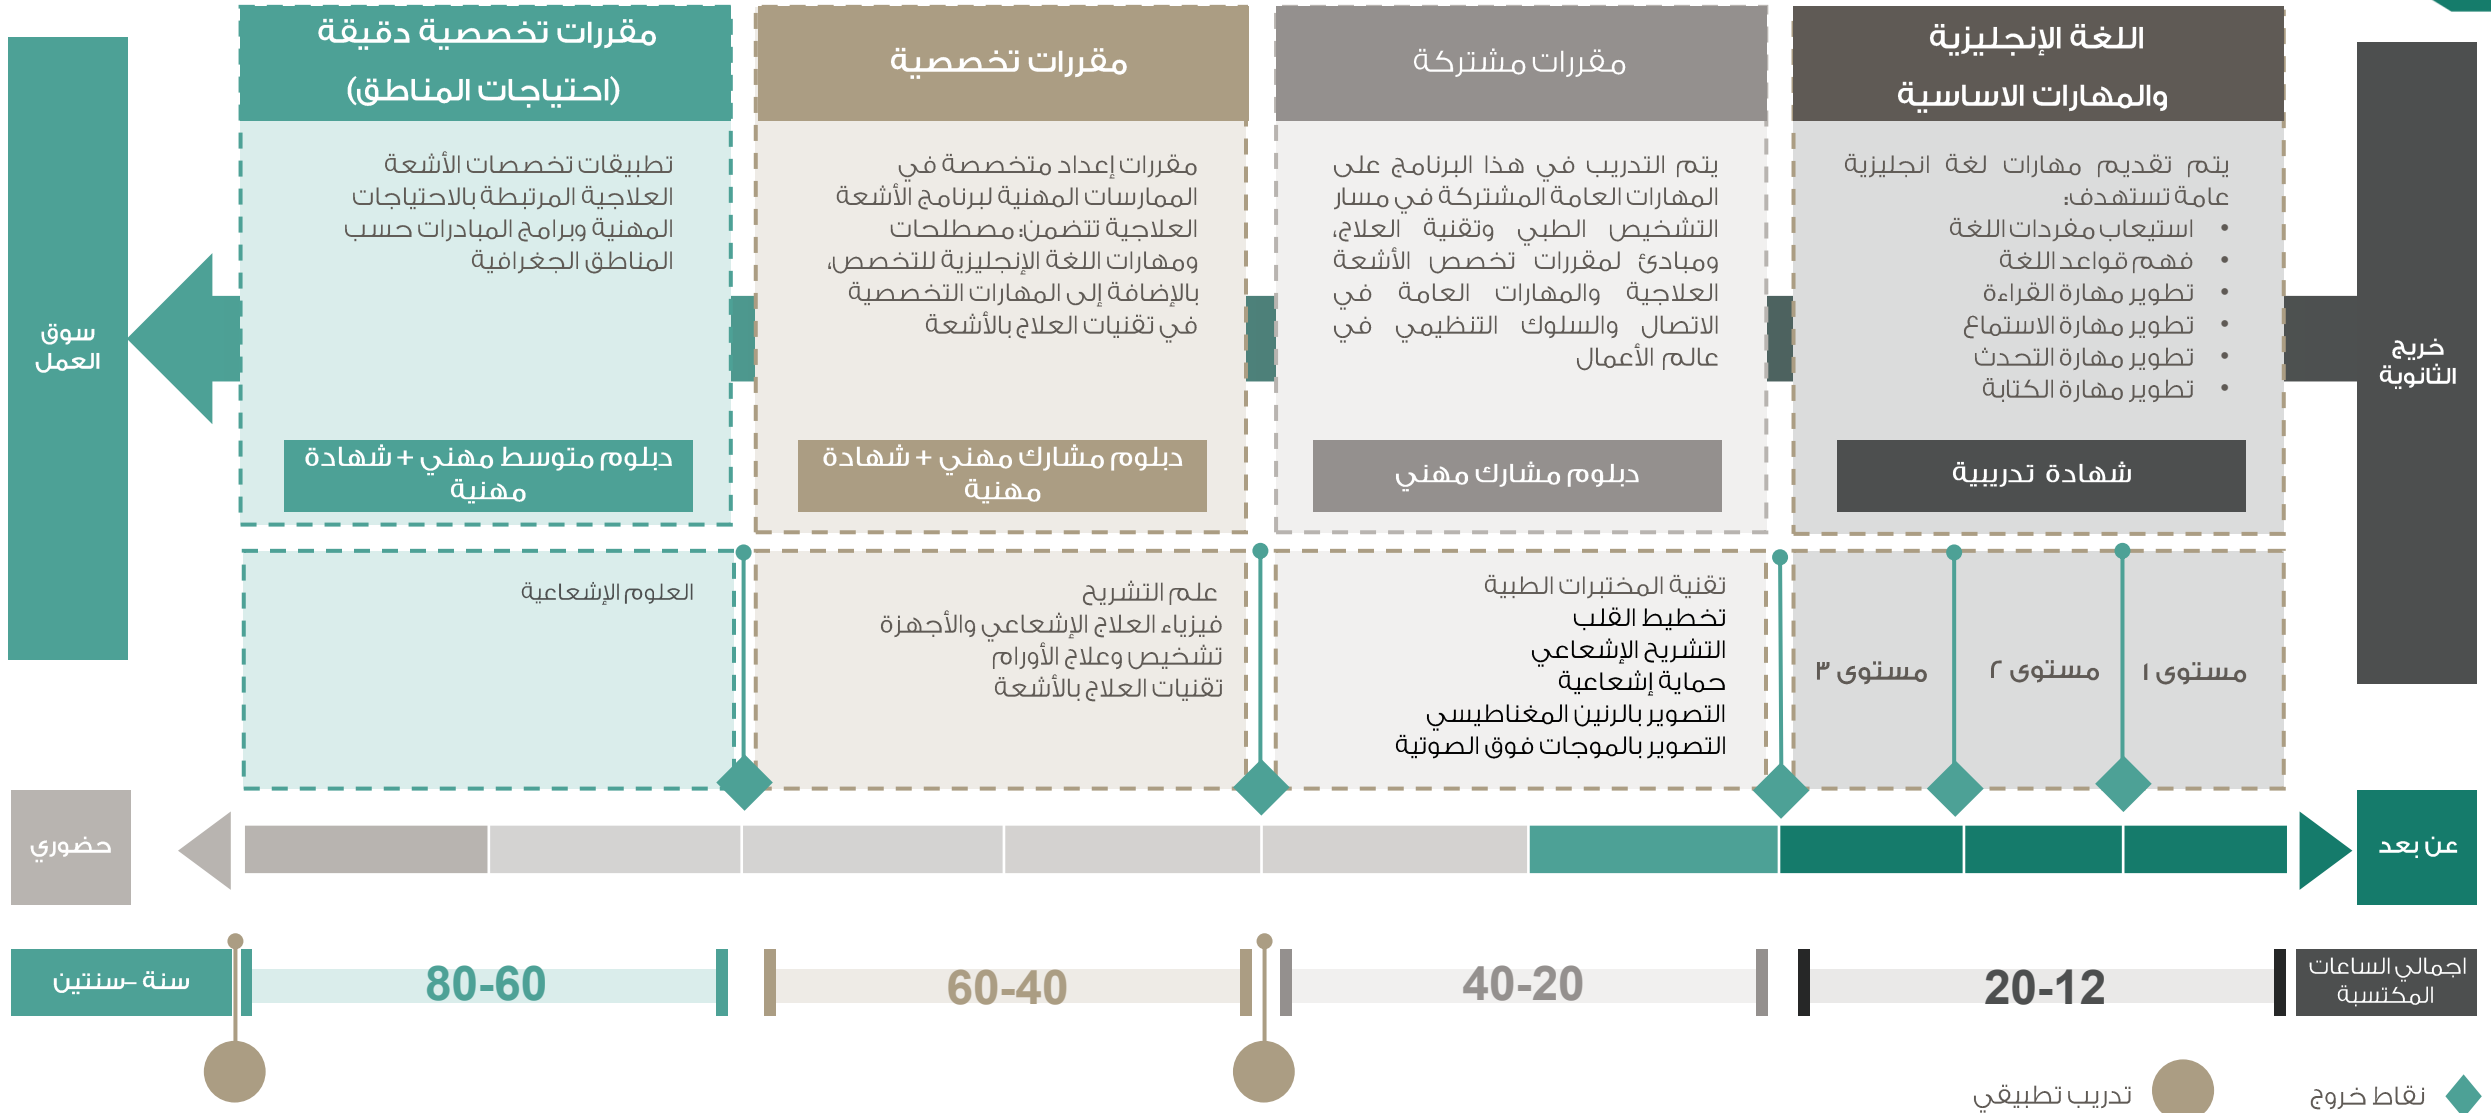 خريج
الثانوية
اللغة الإنجليزية
والمهارات الاساسية
يتم تقديم مهارات لغة انجليزية
عامة تستهدف:
• استيعاب مفردات اللغة
• فهم قواعد اللغة
• تطوير مهارة القراءة
• تطوير مهارة الاستماع
• تطوير مهارة التحدث
• تطوير مهارة الكتابة
شهادة تدريبية
مقررات مشتركة
يتم التدريب في هذا البرنامج على
المهارات العامة المشتركة في مسار
التشخيص الطبي وتقنية العلاج،
ومبادئ لمقررات تخصص الأشعة
العلاجية والمهارات العامة في
الاتصال والسلوك التنظيمي في
عالم الأعمال
دبلوم مشارك مهني
مقررات تخصصية
مقررات إعداد متخصصة في
الممارسات المهنية لبرنامج الأشعة
العلاجية تتضمن: مصطلحات
ومهارات اللغة الإنجليزية للتخصص،
بالإضافة إلى المهارات التخصصية
في تقنيات العلاج بالأشعة
دبلوم مشارك مهني + شهادة
مهنية
مقررات تخصصية دقيقة
(احتياجات المناطق)
تطبيقات تخصصات الأشعة
العلاجية المرتبطة بالاحتياجات
المهنية وبرامج المبادرات حسب
المناطق الجغرافية
دبلوم متوسط مهني + شهادة
مهنية
سوق
العمل
مستوى ١
مستوى ٢
مستوى ٣
تقنية المختبرات الطبية
تخطيط القلب
التشريح الإشعاعي
حماية إشعاعية
التصوير بالرنين المغناطيسي
التصوير بالموجات فوق الصوتية
علم التشريح
فيزياء العلاج الإشعاعي والأجهزة
تشخيص وعلاج الأورام
تقنيات العلاج بالأشعة
العلوم الإشعاعية
عن بعد
حضوري
اجمالي الساعات
المكتسبة
20-12
40-20
60-40
80-60
سنة –سنتين
نقاط خروج
تدريب تطبيقي